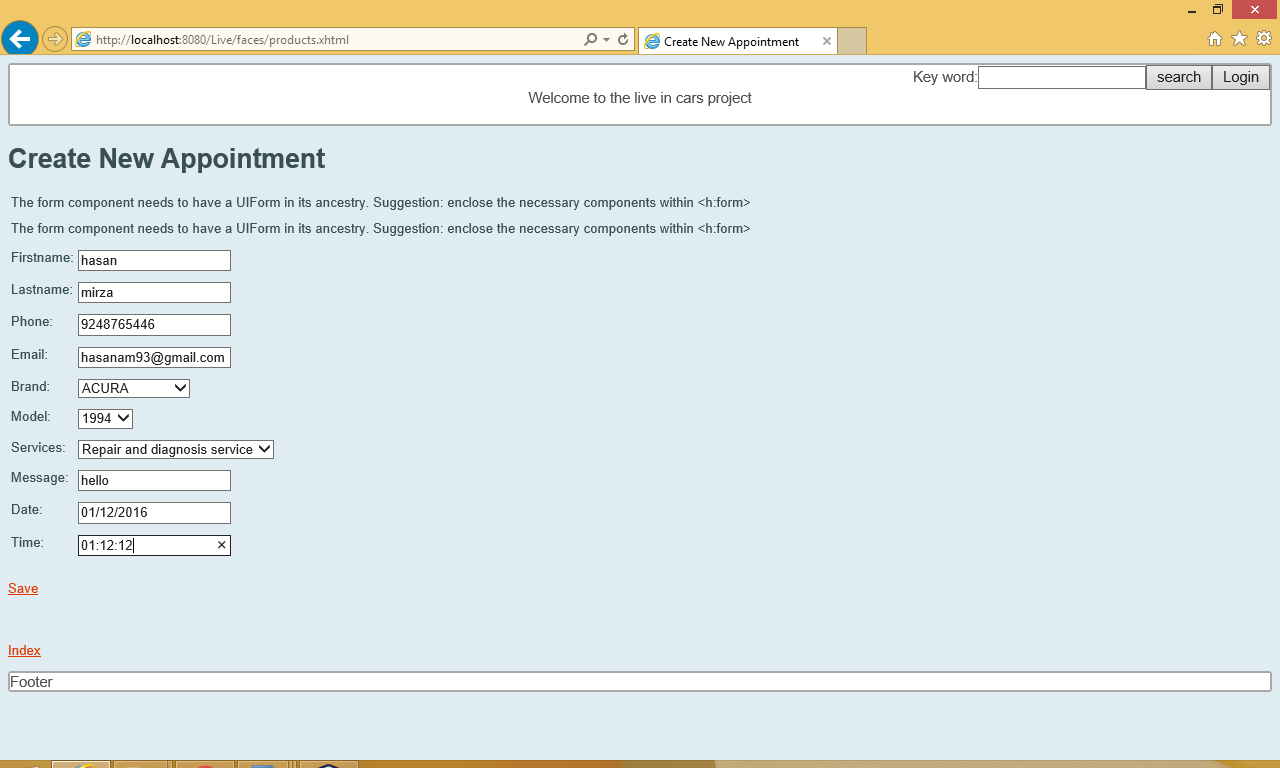 http://localhost:8080/Live/faces/products.xhtml
Create New Appointment
Key word: search Login
Welcome to the live in cars project
Create New Appointment
The form component needs to have a UIForm in its ancestry. Suggestion: enclose the necessary components within <h:form>
The form component needs to have a UIForm in its ancestry. Suggestion: enclose the necessary components within <h:form>
Firstname: hasan
Lastname: mirza
Phone: 9248765446
Email: hasanam93@gmail.com
Brand: ACURA
Model: 1994
Services: Repair and diagnosis service
Message: hello
Date: 01/12/2016
Time: 01:12:12
Save
Index
Footer